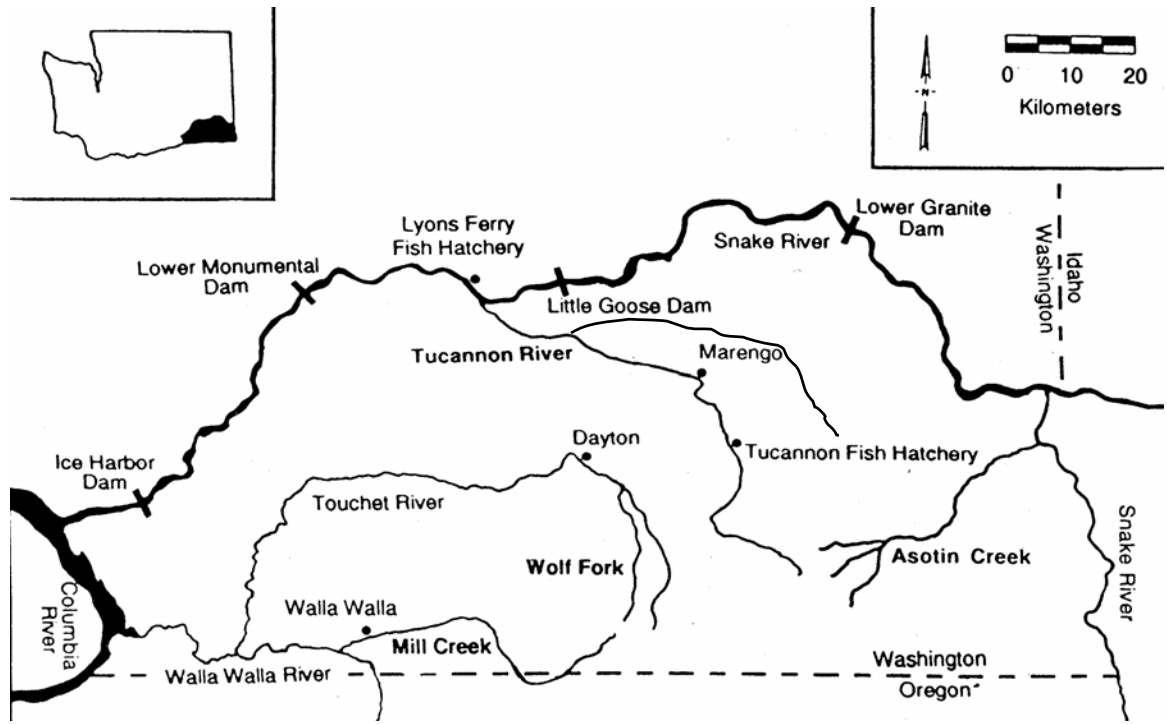 N
0 10 20
Kilometers
Lower Granite
Dam
Lyons Ferry
Fish Hatchery
Snake River
Idaho
Washington
Lower Monumental
Dam
Little Goose Dam
Tucannon River
Marengo
Dayton
Tucannon Fish Hatchery
Ice Harbor
Dam
Touchet River
Snake River
Wolf Fork
Asotin Creek
Columbia
River
Walla Walla
Mill Creek
Walla Walla River
Washington
Oregon